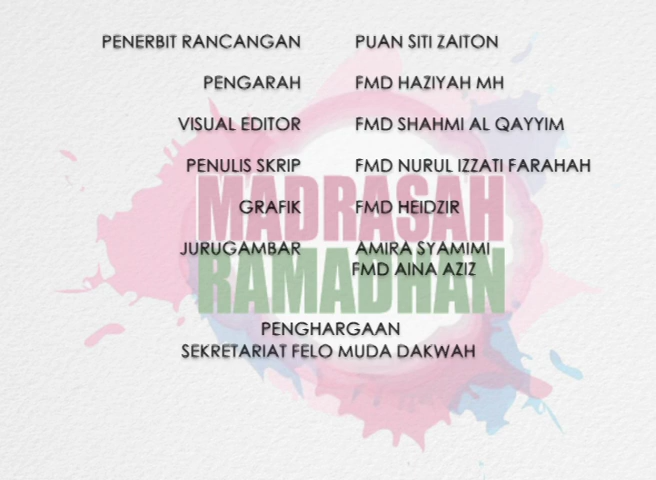 PENERBIT RANCANGAN PUAN SITI ZAITON
PENGARAH FMD HAZIYAH MH
VISUAL EDITOR FMD SHAHMI AL QAYYIM
PENULIS SKRIP FMD NURUL IZZATI FARAHAH
MADRASAH
GRAFIK FMD HEIDZIR
JURUGAMBAR AMIRA SYAMIMI
FMD AINA AZIZ
RAMADHAN
PENGHARGAAN
SEKRETARIAT FELO MUDA DAKWAH